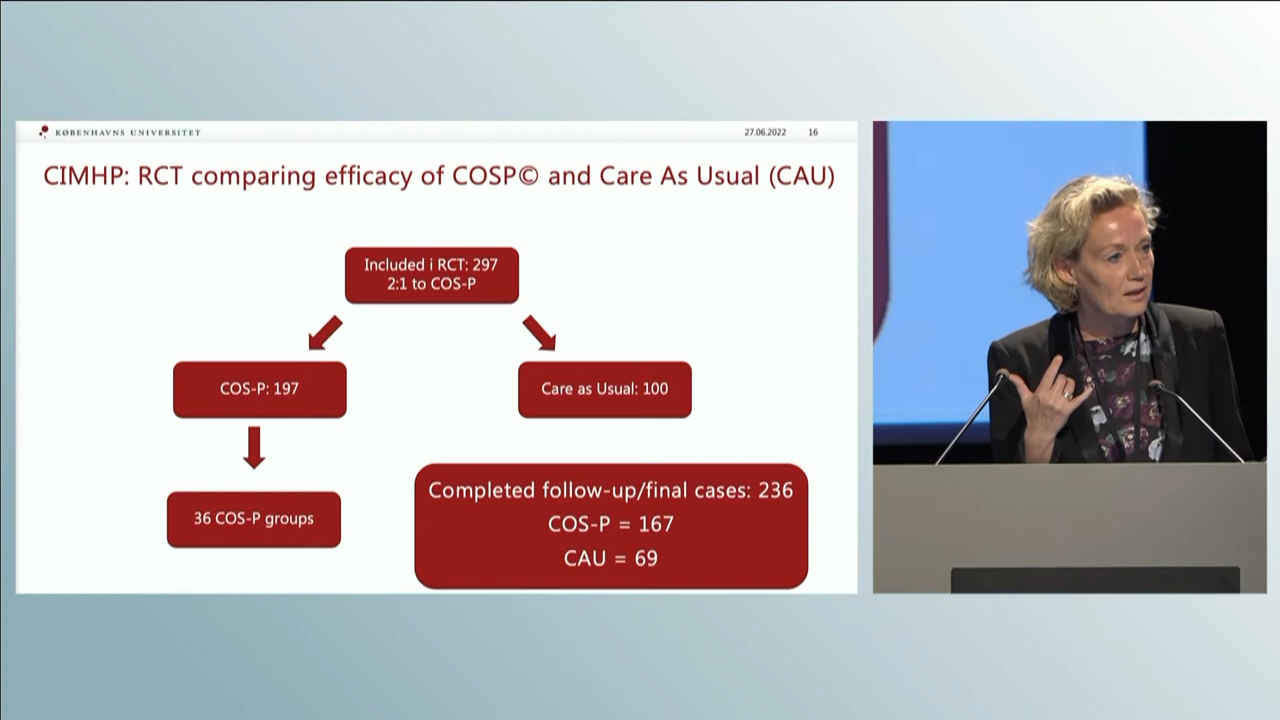 KØBENHAVNS UNIVERSITET
27.06.2022 16
CIMHP: RCT comparing efficacy of COSP© and Care As Usual (CAU)
Included i RCT: 297
2:1 to COS-P
COS-P: 197
Care as Usual: 100
36 COS-P groups
Completed follow-up/final cases: 236
COS-P = 167
CAU = 69